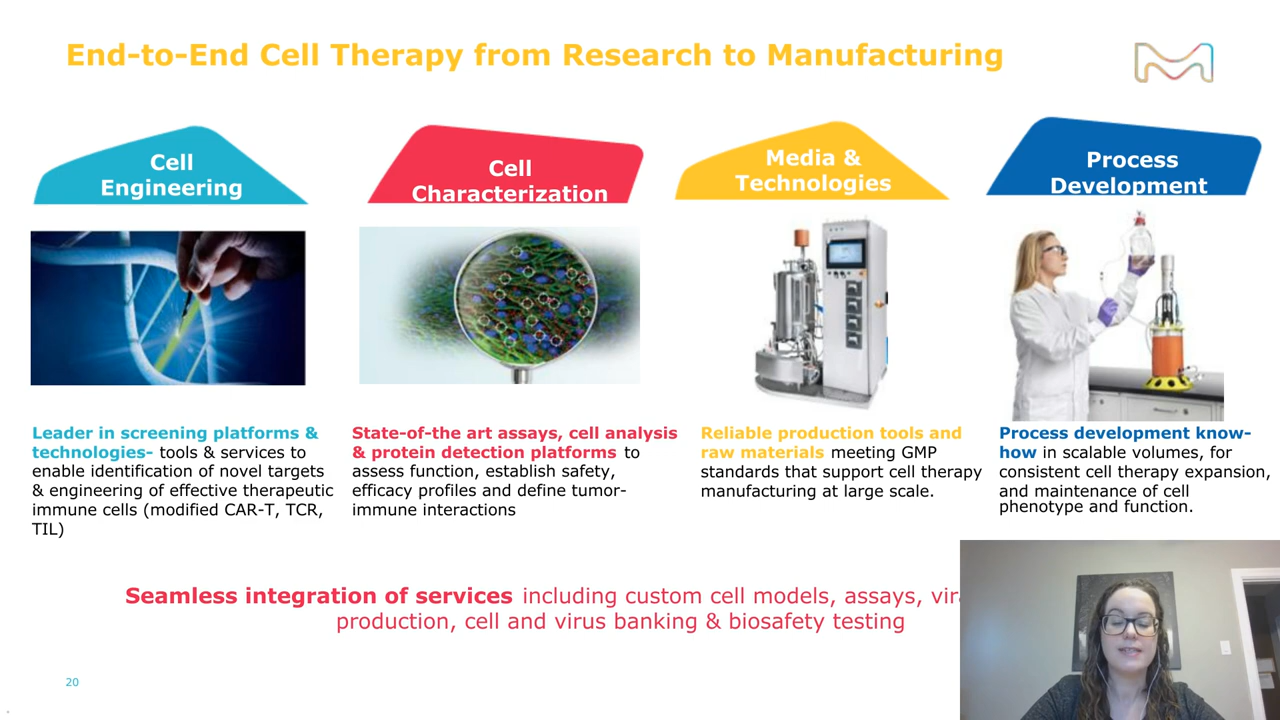 End-to-End Cell Therapy from Research to Manufacturing
Cell
Engineering
Cell
Characterization
Media &
Technologies
Process
Development
Leader in screening platforms &
technologies- tools & services to
enable identification of novel targets
& engineering of effective therapeutic
immune cells (modified CAR-T, TCR,
TIL)
State-of-the art assays, cell analysis
& protein detection platforms to
assess function, establish safety,
efficacy profiles and define tumor-
immune interactions
Reliable production tools and
raw materials meeting GMP
standards that support cell therapy
manufacturing at large scale.
Process development know-
how in scalable volumes, for
consistent cell therapy expansion,
and maintenance of cell
phenotype and function.
Seamless integration of services including custom cell models, assays,
production, cell and virus banking & biosafety testing
20